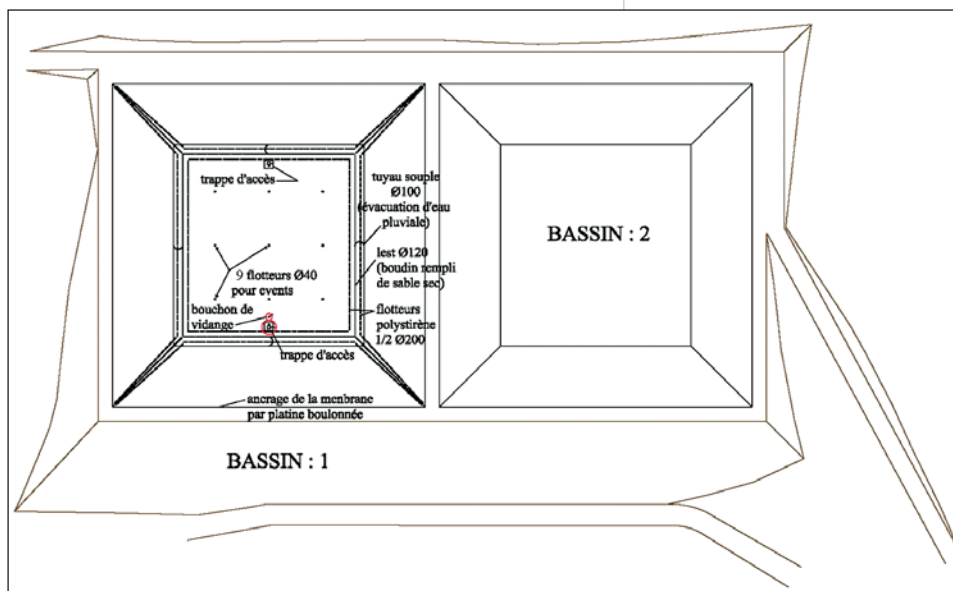 trappe d'accès
tuyau souple
Ø100
(évacuation d'eau
pluviale)
BASSIN : 2
lest Ø120
(boudin rempli
de sable sec)
9 flotteurs Ø40
pour events
bouchon de
vidange
flotteurs
polystirène
1/2 Ø200
trappe d'accès
ancrage de la menbrane
par platine boulonnée
BASSIN : 1